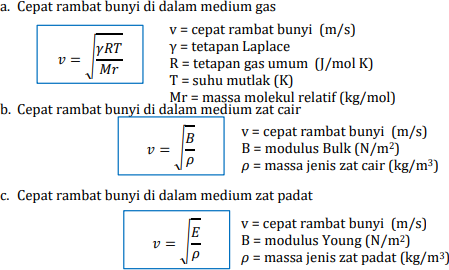 a. Cepat rambat bunyi di dalam medium gas
v = √(γRT/Mr)
v = cepat rambat bunyi (m/s)
γ = tetapan Laplace
R = tetapan gas umum (J/mol K)
T = suhu mutlak (K)
Mr = massa molekul relatif (kg/mol)
b. Cepat rambat bunyi di dalam medium zat cair
v = √(B/ρ)
v = cepat rambat bunyi (m/s)
B = modulus Bulk (N/m²)
ρ = massa jenis zat cair (kg/m³)
c. Cepat rambat bunyi di dalam medium zat padat
v = √(E/ρ)
v = cepat rambat bunyi (m/s)
B = modulus Young (N/m²)
ρ = massa jenis zat padat (kg/m³)